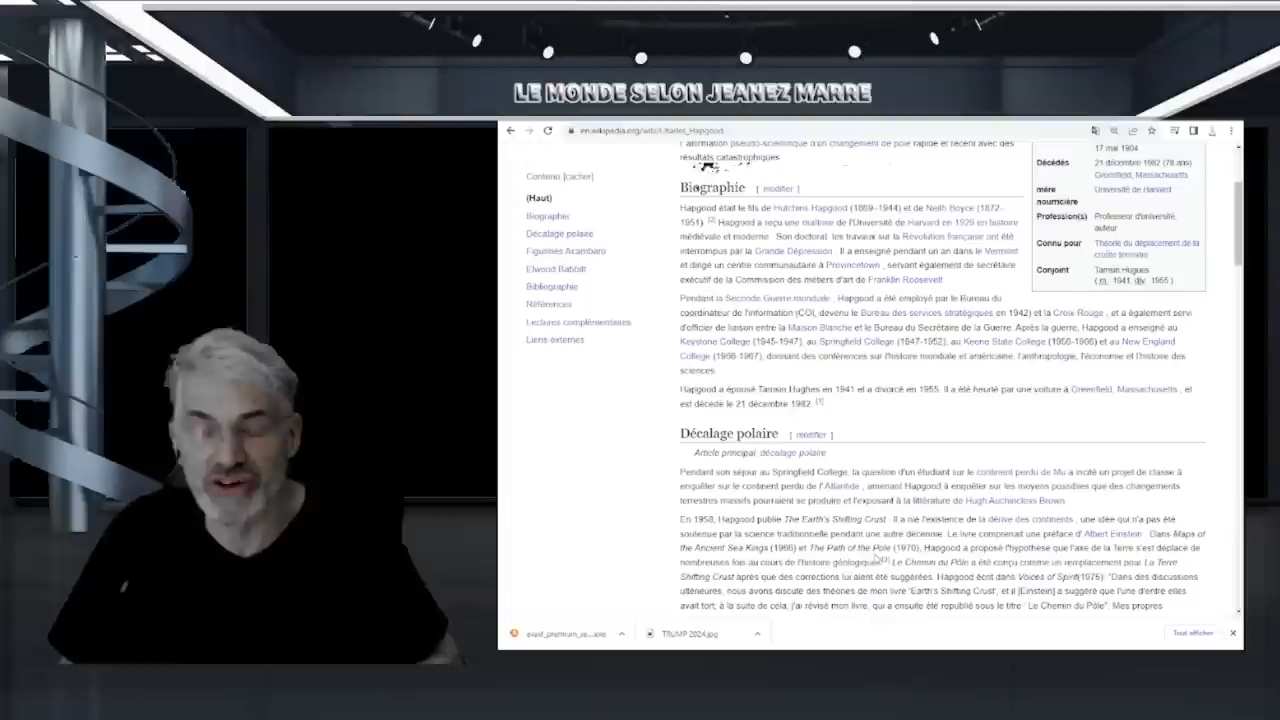 LE MONDE SELON JEANEZ MARRE
en.wikipedia.org/wiki/Charles_Hapgood
l'affirmation pseudo-scientifique d'un changement de pôle rapide et récent avec des
résultats catastrophiques
Contenu [cacher]
(Haut)
Biographie
Décalage polaire
Figurines Acambaro
Elwood Babbitt
Bibliographie
Références
Lectures complémentaires
Liens externes
Biographie [ modifier ]
Hapgood était le fils de Hutchins Hapgood (1869–1944) et de Neith Boyce (1872–
1951). [2] Hapgood a reçu une maîtrise de l'Université de Harvard en 1929 en histoire
médiévale et moderne . Son doctorat. les travaux sur la Révolution française ont été
interrompus par la Grande Dépression . Il a enseigné pendant un an dans le Vermont
et dirigé un centre communautaire à Provincetown , servant également de secrétaire
exécutif de la Commission des métiers d'art de Franklin Roosevelt
Pendant la Seconde Guerre mondiale , Hapgood a été employé par le Bureau du
coordinateur de l'information (COI, devenu le Bureau des services stratégiques en 1942) et la Croix Rouge , et a également servi
d'officier de liaison entre la Maison Blanche et le Bureau du Secrétaire de la Guerre. Après la guerre, Hapgood a enseigné au
Keystone College (1945-1947), au Springfield College (1947-1952), au Keene State College (1956-1966) et au New England
College (1966-1967), donnant des conférences sur l'histoire mondiale et américaine, l'anthropologie, l'économie et l'histoire des
sciences.
Hapgood a épousé Tamsin Hughes en 1941 et a divorcé en 1955. Il a été heurté par une voiture à Greenfield, Massachusetts , et
est décédé le 21 décembre 1982.
17 mai 1904
Décédés 21 décembre 1982 (78 ans)
Greenfield, Massachusetts
mère Université de Harvard
nourricière
Profession(s) Professeur d'université,
auteur
Connu pour Théorie du déplacement de la
croûte terrestre
Conjoint Tamsin Hugues
( m. 1941; div. 1955 )
Décalage polaire [ modifier ]
Article principal: décalage polaire
Pendant son séjour au Springfield College, la question d'un étudiant sur le continent perdu de Mu a incité un projet de classe à
enquêter sur le continent perdu de l' Atlantide , amenant Hapgood à enquêter sur les moyens possibles que des changements
terrestres massifs pourraient se produire et l'exposant à la littérature de Hugh Auchincloss Brown.
En 1958, Hapgood publie The Earth's Shifting Crust . Il a nié l'existence de la dérive des continents , une idée qui n'a pas été
soutenue par la science traditionnelle pendant une autre décennie. Le livre comprenait une préface d' Albert Einstein . Dans Maps of
the Ancient Sea Kings (1966) et The Path of the Pole (1970), Hapgood a proposé l'hypothèse que l'axe de la Terre s'est déplacé de
nombreuses fois au cours de l'histoire géologique. [3] Le Chemin du Pôle a été conçu comme un remplacement pour La Terre
Shifting Crust après que des corrections lui aient été suggérées. Hapgood écrit dans Voices of Spirit(1975): "Dans des discussions
ultérieures, nous avons discuté des théories de mon livre 'Earth's Shifting Crust', et il [Einstein] a suggéré que l'une d'entre elles
avait tort; à la suite de cela, j'ai révisé mon livre, qui a ensuite été republié sous le titre " Le Chemin du Pôle". Mes propres
TRUMP 2024.jpg
Tout afficher